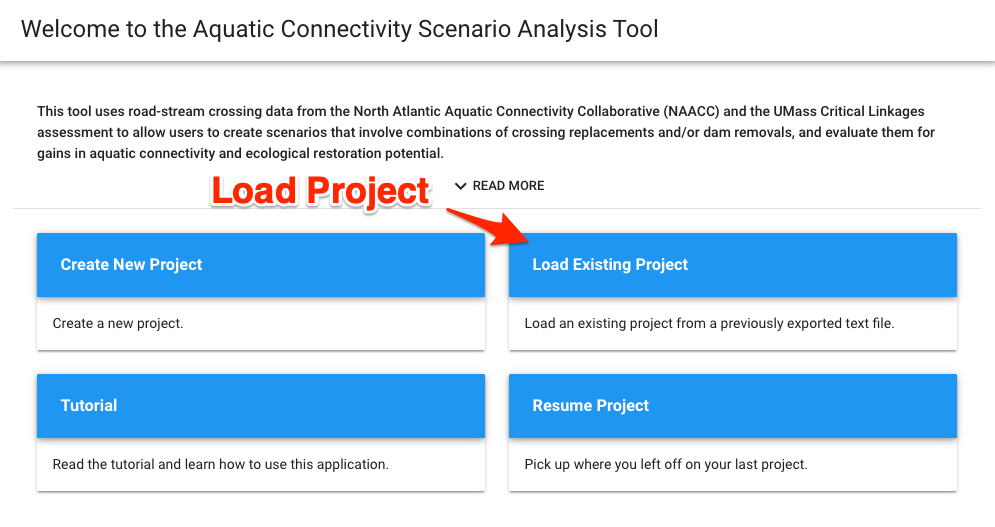 Welcome to the Aquatic Connectivity Scenario Analysis Tool
This tool uses road-stream crossing data from the North Atlantic Aquatic Connectivity Collaborative (NAACC) and the UMass Critical Linkages
assessment to allow users to create scenarios that involve combinations of crossing replacements and/or dam removals, and evaluate them for
gains in aquatic connectivity and ecological restoration potential.
Load Project
READ MORE
Create New Project
Create a new project.
Load Existing Project
Load an existing project from a previously exported text file.
Tutorial
Read the tutorial and learn how to use this application.
Resume Project
Pick up where you left off on your last project.